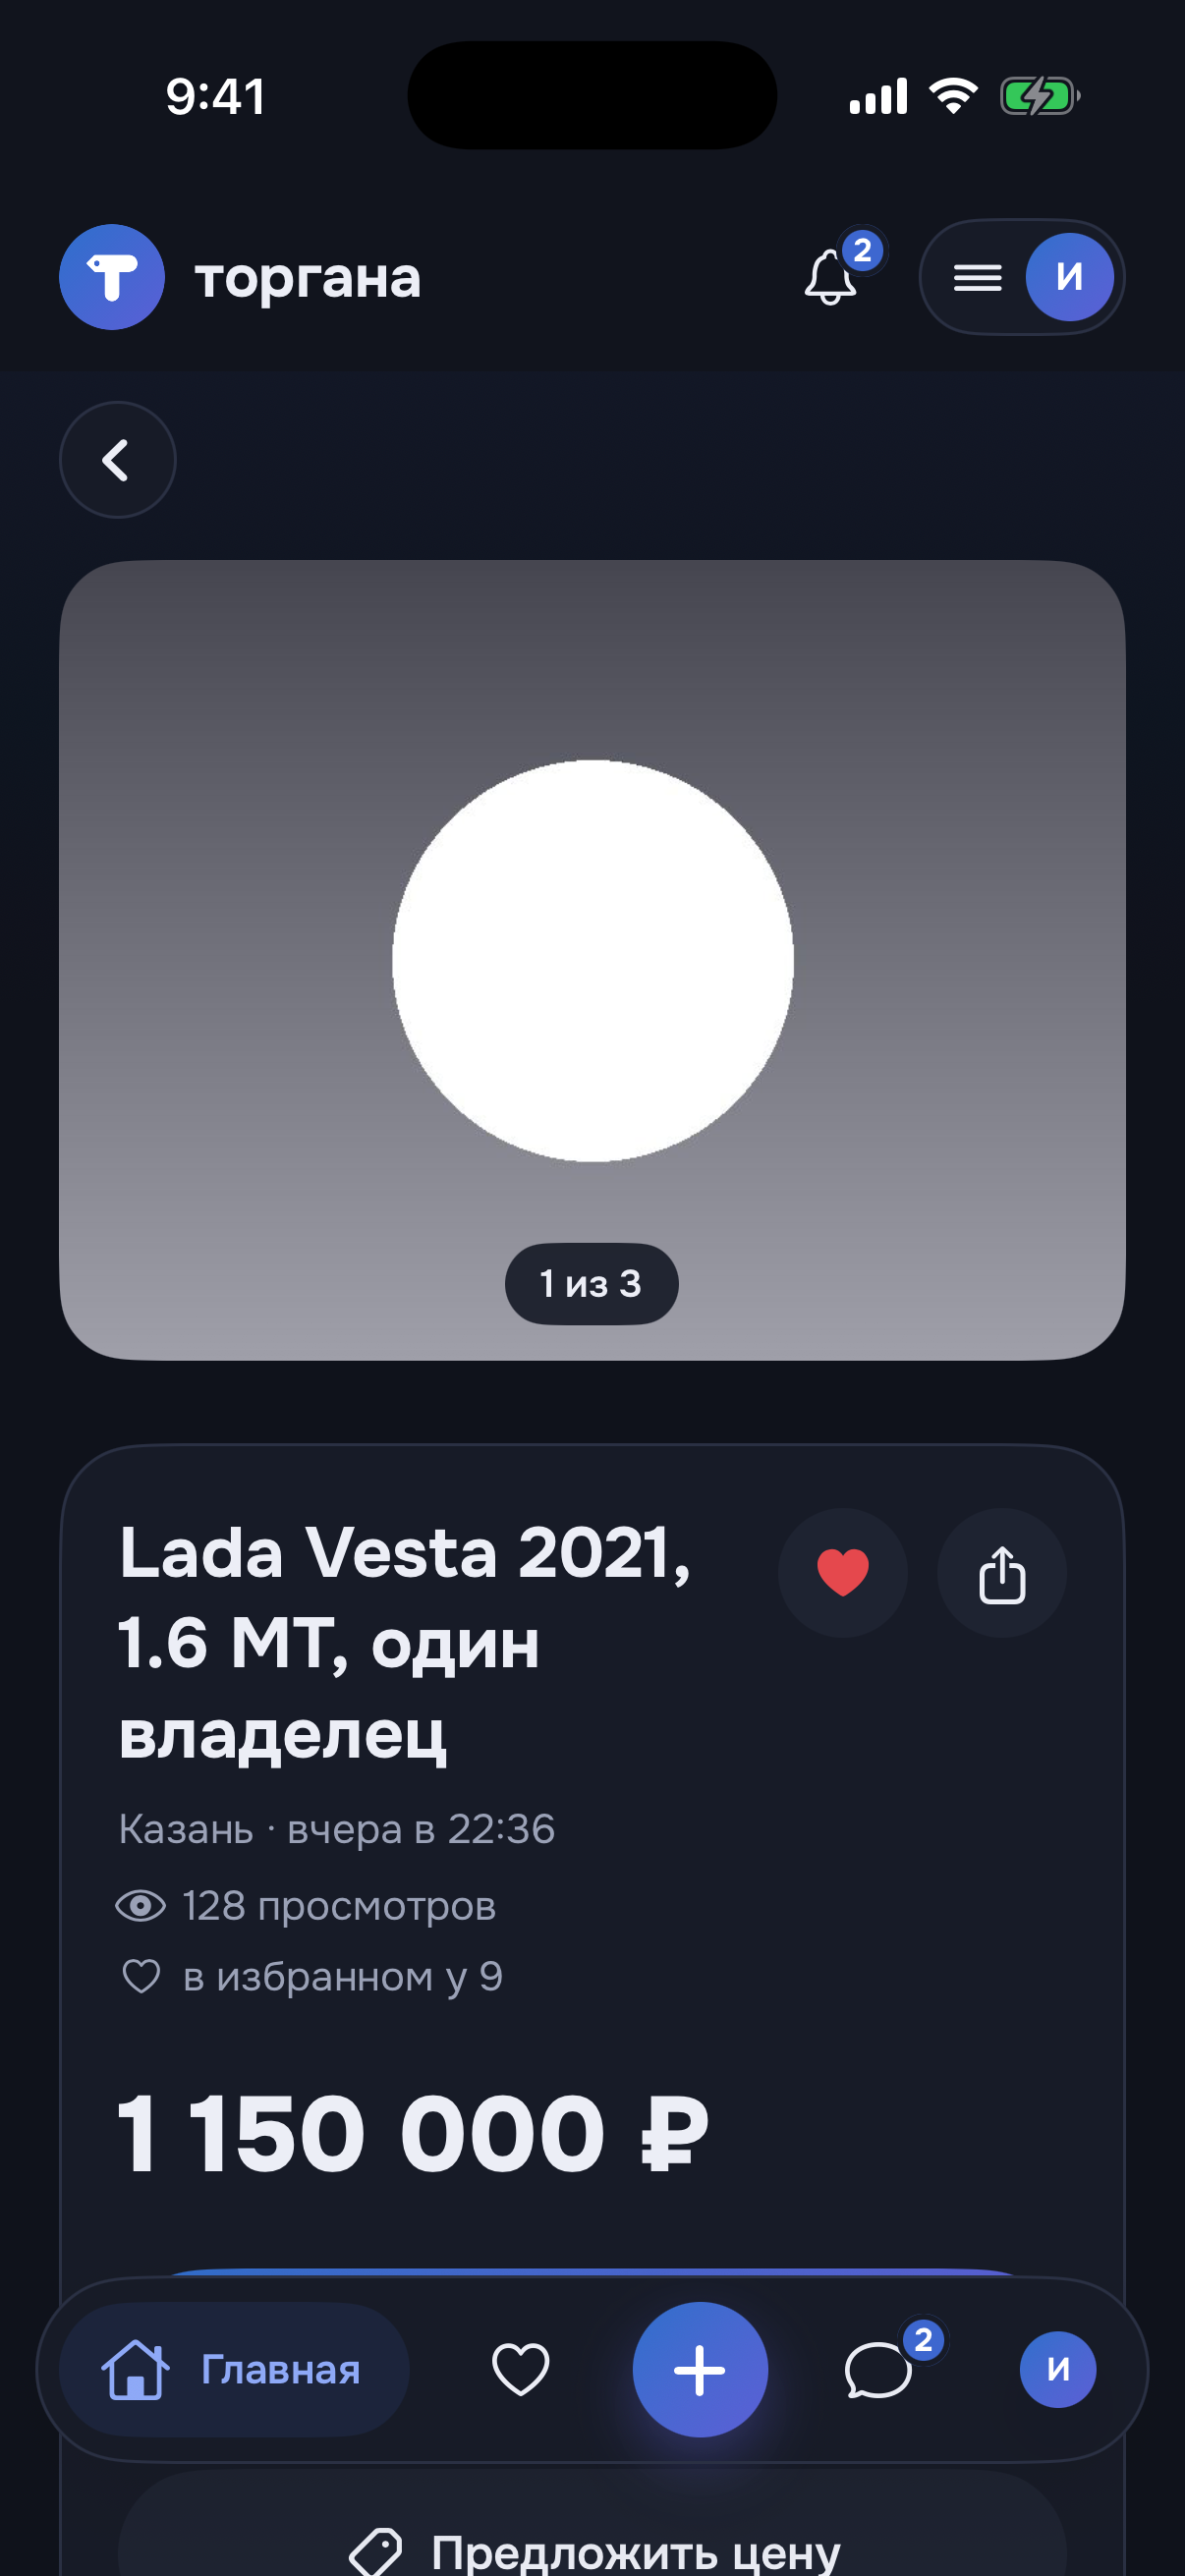 9:41
торгана
2
И
1 из 3
Lada Vesta 2021,
1.6 МТ, один
владелец
Казань · вчера в 22:36
128 просмотров
в избранном у 9
1 150 000 ₽
Главная
2
И
Предложить цену